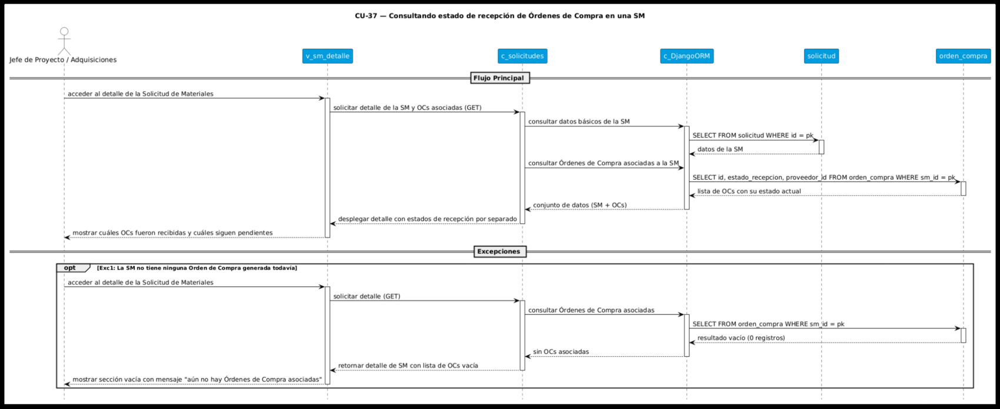 CU-37 — Consultando estado de recepción de Órdenes de Compra en una SM
Jefe de Proyecto / Adquisiciones
v_sm_detalle
c_solicitudes
c_DjangoORM
solicitud
orden_compra
Flujo Principal
acceder al detalle de la Solicitud de Materiales
solicitar detalle de la SM y OCs asociadas (GET)
consultar datos básicos de la SM
SELECT FROM solicitud WHERE id = pk
datos de la SM
consultar Órdenes de Compra asociadas a la SM
SELECT id, estado_recepcion, proveedor_id FROM orden_compra WHERE sm_id = pk
lista de OCs con su estado actual
conjunto de datos (SM + OCs)
desplegar detalle con estados de recepción por separado
mostrar cuáles OCs fueron recibidas y cuáles siguen pendientes
Excepciones
opt [Exc1: La SM no tiene ninguna Orden de Compra generada todavía]
acceder al detalle de la Solicitud de Materiales
solicitar detalle (GET)
consultar Órdenes de Compra asociadas
SELECT FROM orden_compra WHERE sm_id = pk
resultado vacío (0 registros)
sin OCs asociadas
retornar detalle de SM con lista de OCs vacía
mostrar sección vacía con mensaje "aún no hay Órdenes de Compra asociadas"